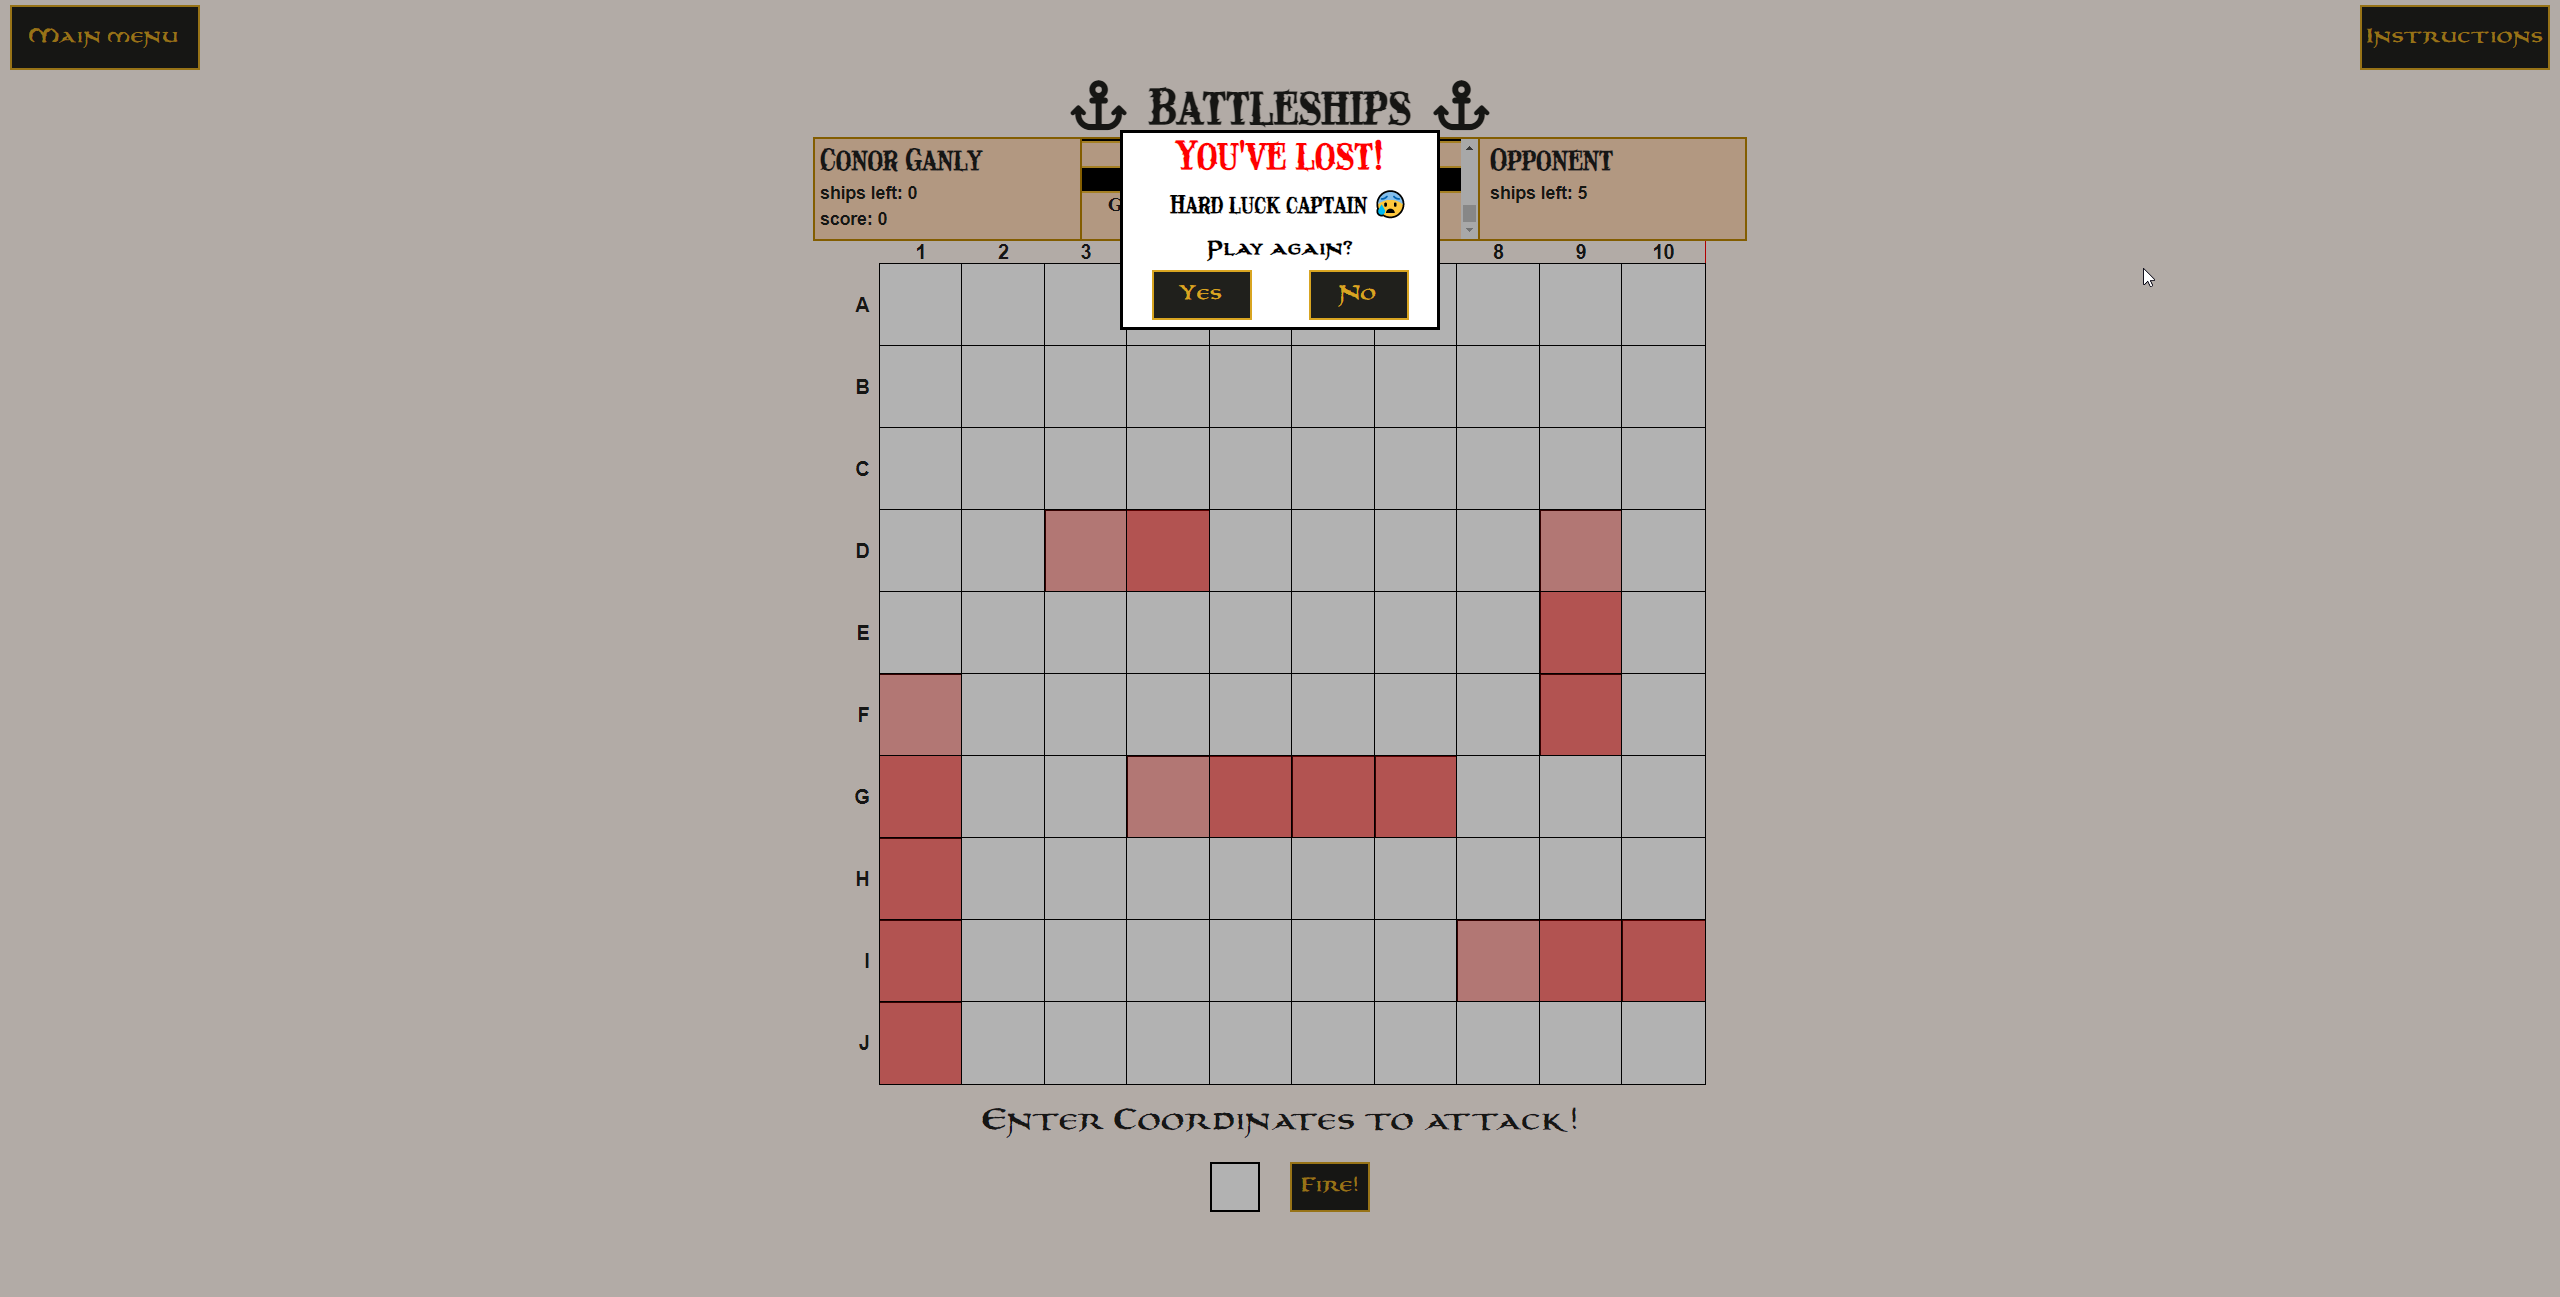 Main menu
Instructions
Battleships
Conor Ganly
ships left: 0
score: 0
Opponent
ships left: 5
You've lost!
Hard luck captain 😰
Play again?
Yes
No
1 2 3 8 9 10
A
B
C
D
E
F
G
H
I
J
Enter Coordinates to attack!
Fire!